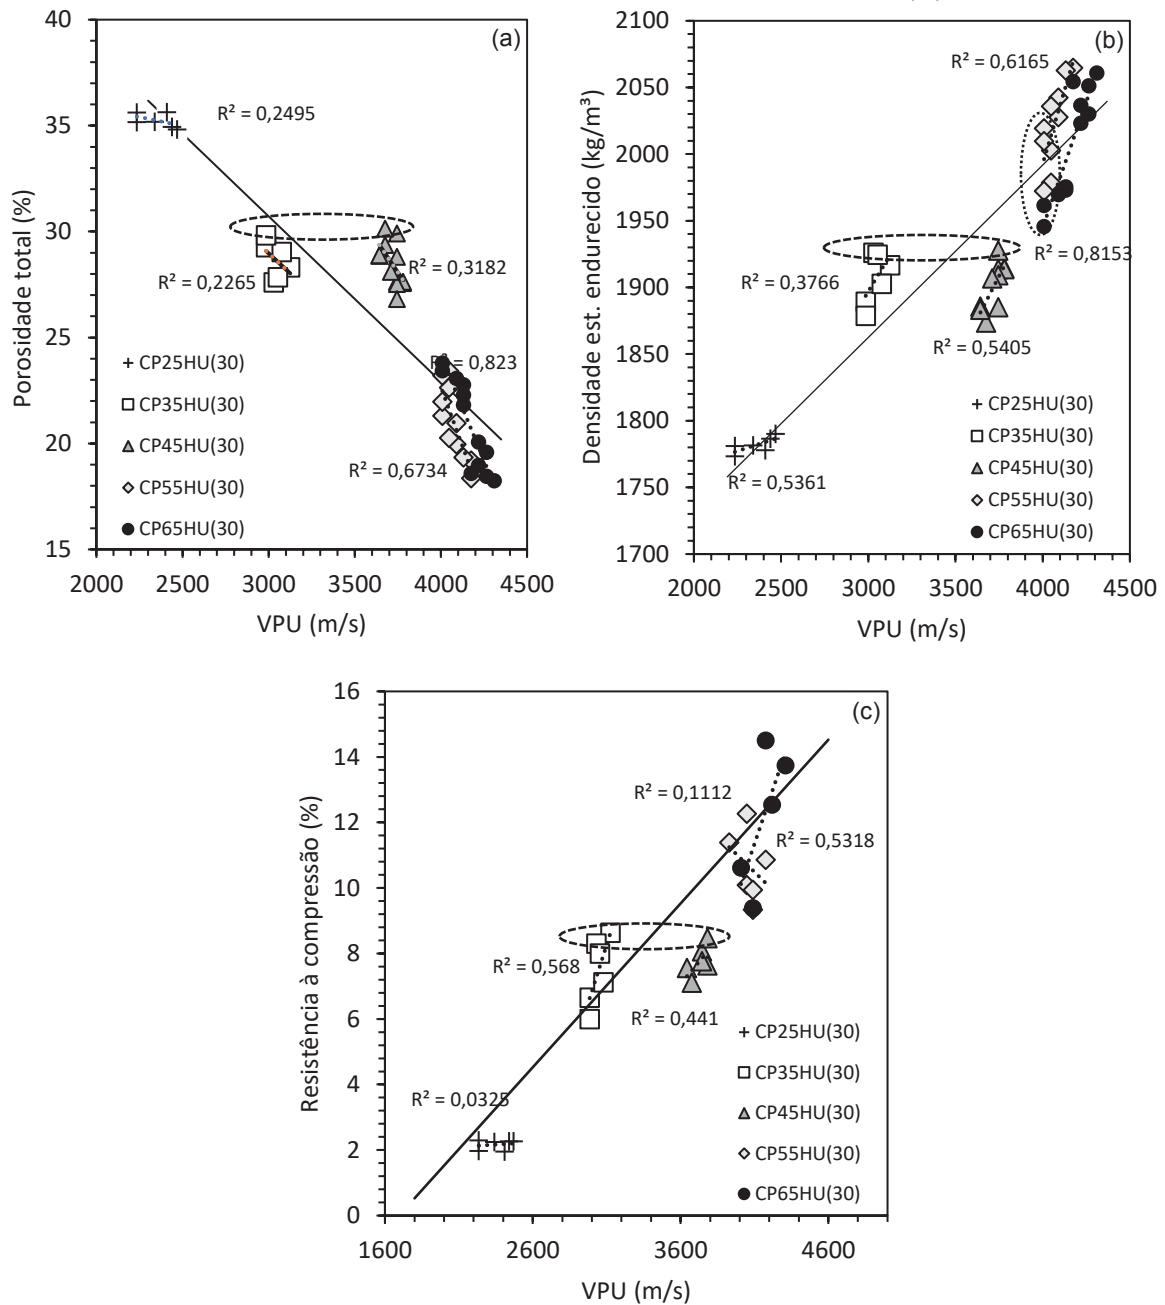 (a)
40
35
30
25
20
15
Porosidade total (%)
R² = 0,2495
R² = 0,2265
R² = 0,3182
R² = 0,823
R² = 0,6734
CP25HU(30)
CP35HU(30)
CP45HU(30)
CP55HU(30)
CP65HU(30)
2000 2500 3000 3500 4000 4500
VPU (m/s)
(b)
2100
2050
2000
1950
1900
1850
1800
1750
1700
Densidade est. endurecido (kg/m³)
R² = 0,6165
R² = 0,8153
R² = 0,3766
R² = 0,5405
R² = 0,5361
CP25HU(30)
CP35HU(30)
CP45HU(30)
CP55HU(30)
CP65HU(30)
2000 2500 3000 3500 4000 4500
VPU (m/s)
(c)
16
14
12
10
8
6
4
2
0
Resistência à compressão (%)
R² = 0,1112
R² = 0,5318
R² = 0,568
R² = 0,441
R² = 0,0325
CP25HU(30)
CP35HU(30)
CP45HU(30)
CP55HU(30)
CP65HU(30)
1600 2600 3600 4600
VPU (m/s)